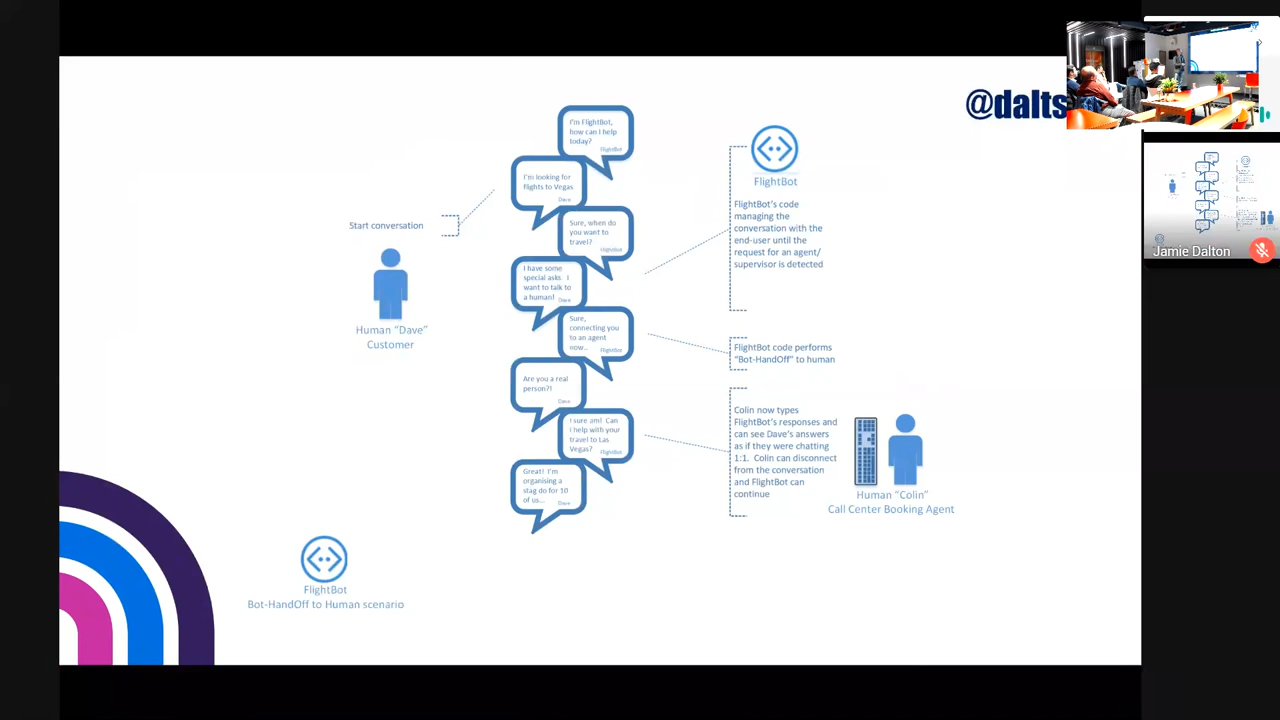 @dalts
I'm FlightBot,
how can I help
today?
FlightBot
I'm looking for
flights to Vegas
Dave
Sure, when do
you want to
travel?
FlightBot
I have some
special asks I
want to talk to
a human!
Dave
Sure,
connecting you
to an agent
now...
FlightBot
Are you a real
person?!
Dave
I sure am! Can
I help with your
travel to Las
Vegas?
FlightBot
Great! I'm
organising a
stag do for 10
of us...
Dave
Start conversation
Human “Dave”
Customer
FlightBot
FlightBot's code
managing the
conversation with the
end-user until the
request for an agent/
supervisor is detected
FlightBot code performs
“Bot-HandOff” to human
Colin now types
FlightBot's responses and
can see Dave's answers
as if they were chatting
1:1. Colin can disconnect
from the conversation
and FlightBot can
continue
Human “Colin”
Call Center Booking Agent
FlightBot
Bot-HandOff to Human scenario
Jamie Dalton